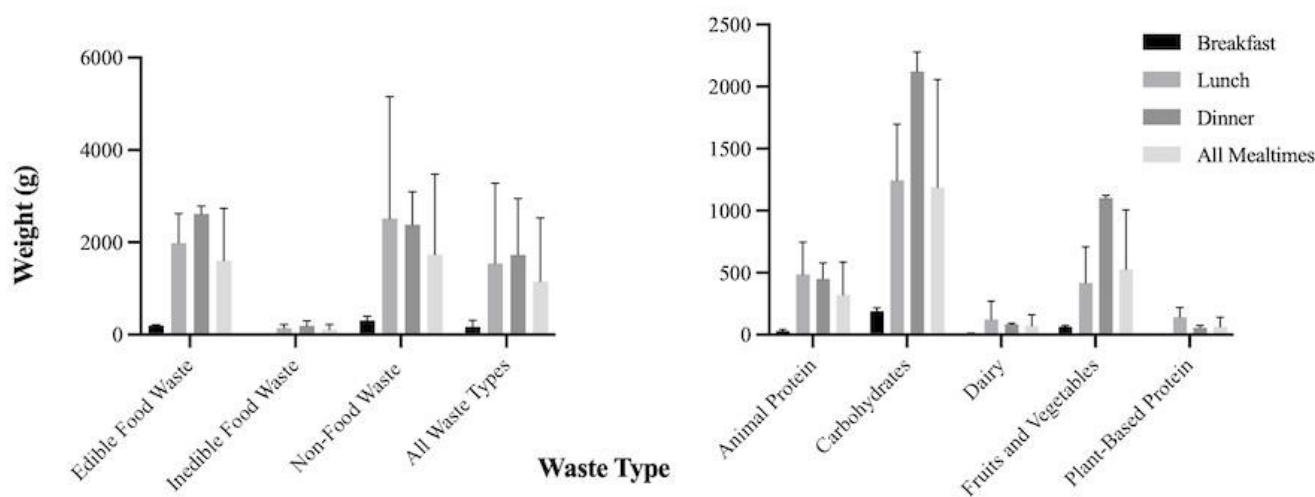 Weight (g)
6000
4000
2000
0
Edible Food Waste
Inedible Food Waste
Non-Food Waste
All Waste Types
2500
2000
1500
1000
500
0
Animal Protein
Carbohydrates
Dairy
Fruits and Vegetables
Plant-Based Protein
Breakfast
Lunch
Dinner
All Mealtimes
Waste Type